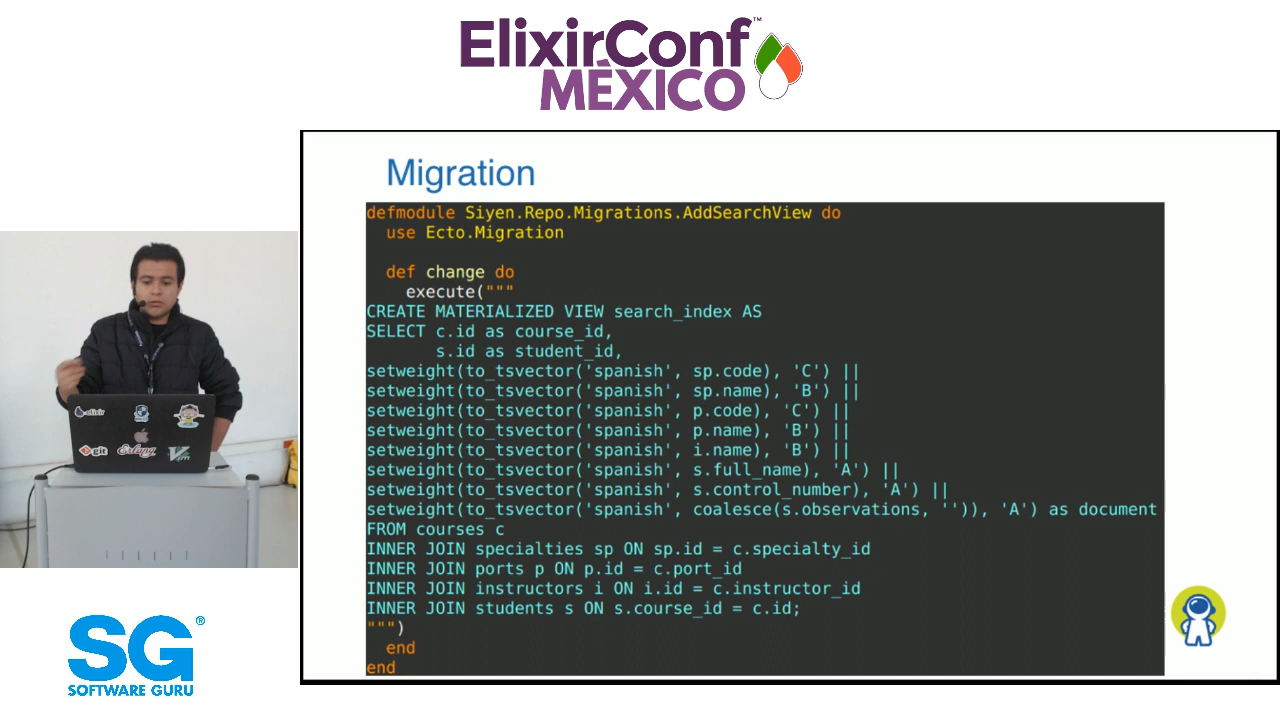 ElixirConf™
MÉXICO
Migration
defmodule Siyen.Repo.Migrations.AddSearchView do
  use Ecto.Migration
  def change do
    execute("""
CREATE MATERIALIZED VIEW search_index AS
SELECT c.id as course_id,
       s.id as student_id,
setweight(to_tsvector('spanish', sp.code), 'C') ||
setweight(to_tsvector('spanish', sp.name), 'B') ||
setweight(to_tsvector('spanish', p.code), 'C') ||
setweight(to_tsvector('spanish', p.name), 'B') ||
setweight(to_tsvector('spanish', i.name), 'B') ||
setweight(to_tsvector('spanish', s.full_name), 'A') ||
setweight(to_tsvector('spanish', s.control_number), 'A') ||
setweight(to_tsvector('spanish', coalesce(s.observations, '')), 'A') as document
FROM courses c
INNER JOIN specialties sp ON sp.id = c.specialty_id
INNER JOIN ports p ON p.id = c.port_id
INNER JOIN instructors i ON i.id = c.instructor_id
INNER JOIN students s ON s.course_id = c.id;
""")
  end
end
elixir
git
Erlang
SG®
SOFTWARE GURU